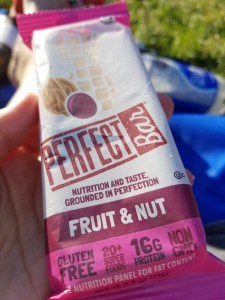 PERFECT
Bar
NUTRITION AND TASTE,
GROUNDED IN PERFECTION
FRUIT & NUT
GLUTEN
FREE
20+
SUPER
FOODS
16G
PROTEIN
NON
GMO
NUTRITION PANEL FOR FAT CONTENT